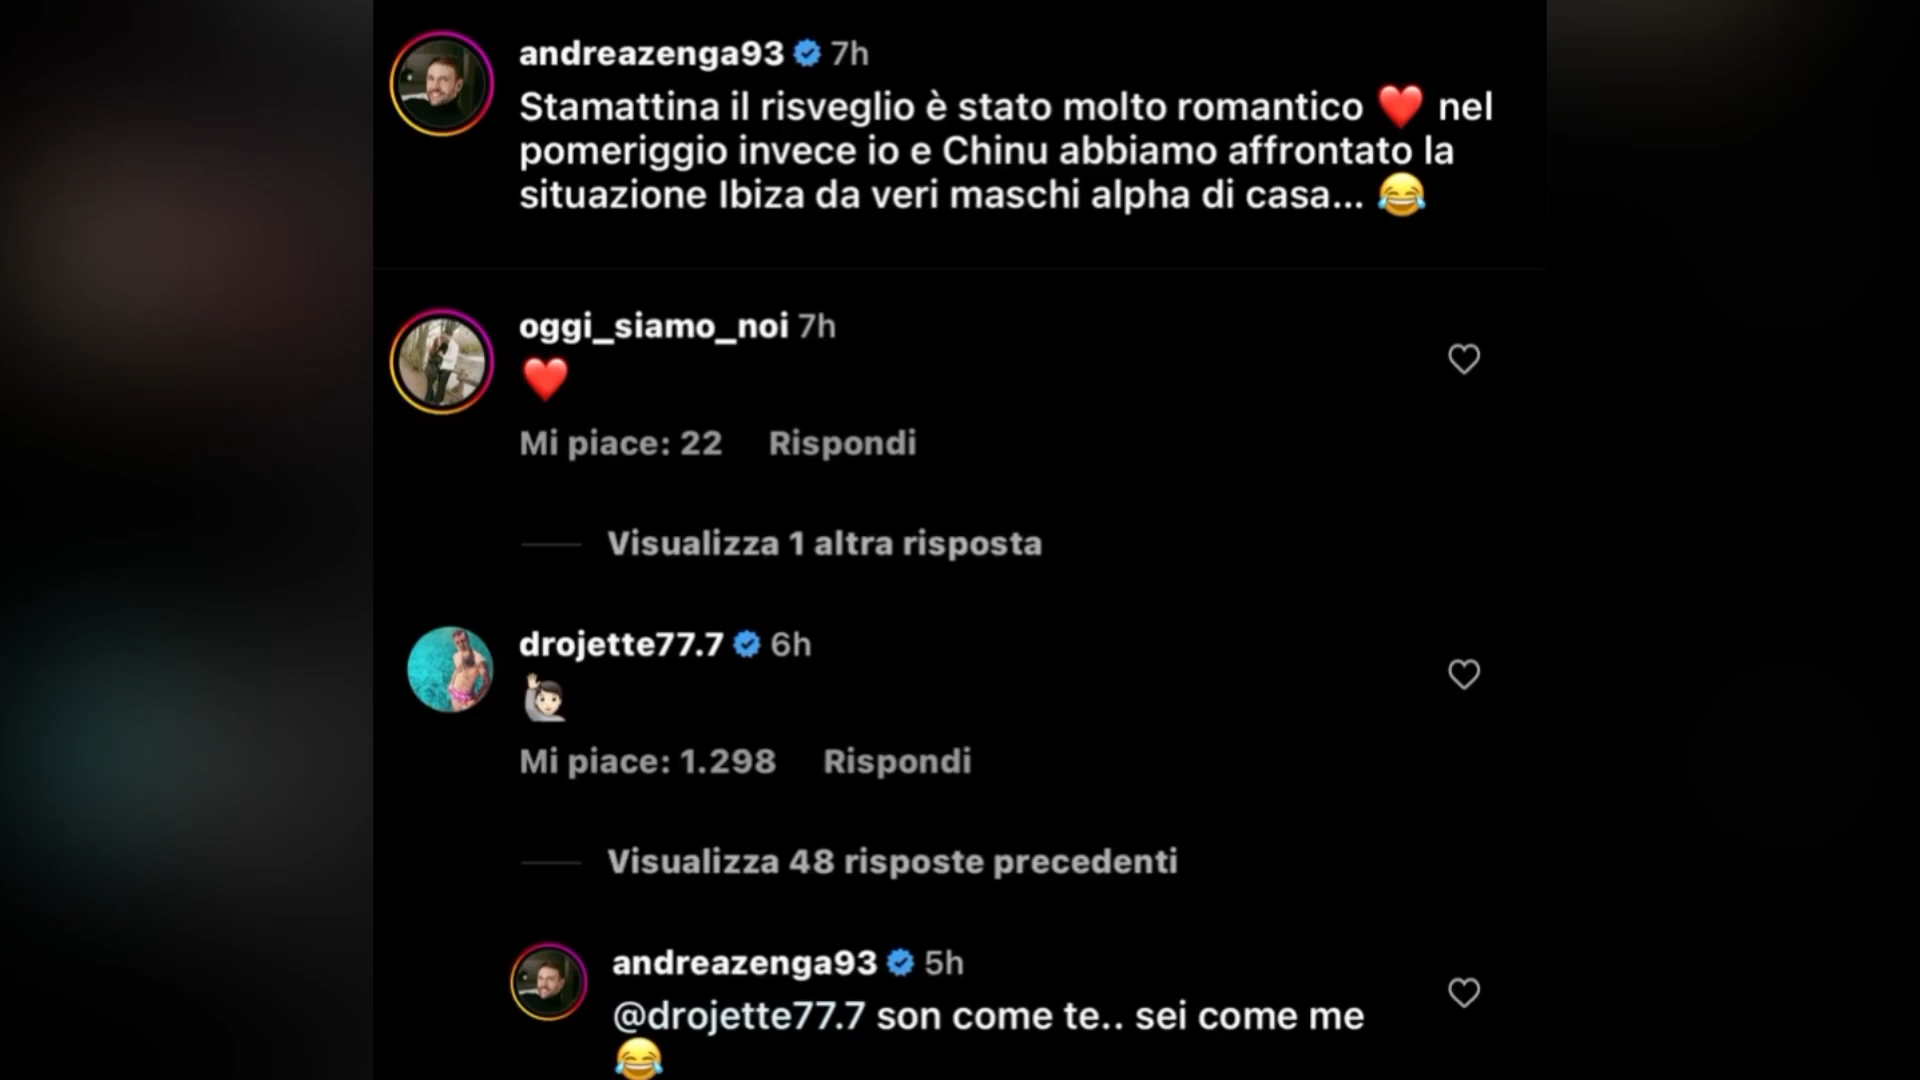 andreazenga93 7h
Stamattina il risveglio è stato molto romantico ❤️ nel
pomeriggio invece io e Chinu abbiamo affrontato la
situazione Ibiza da veri maschi alpha di casa... 😂
oggi_siamo_noi 7h
❤️
Mi piace: 22 Rispondi
Visualizza 1 altra risposta
drojette77.7 6h
🙋🏻
Mi piace: 1.298 Rispondi
Visualizza 48 risposte precedenti
andreazenga93 5h
@drojette77.7 son come te.. sei come me
😂